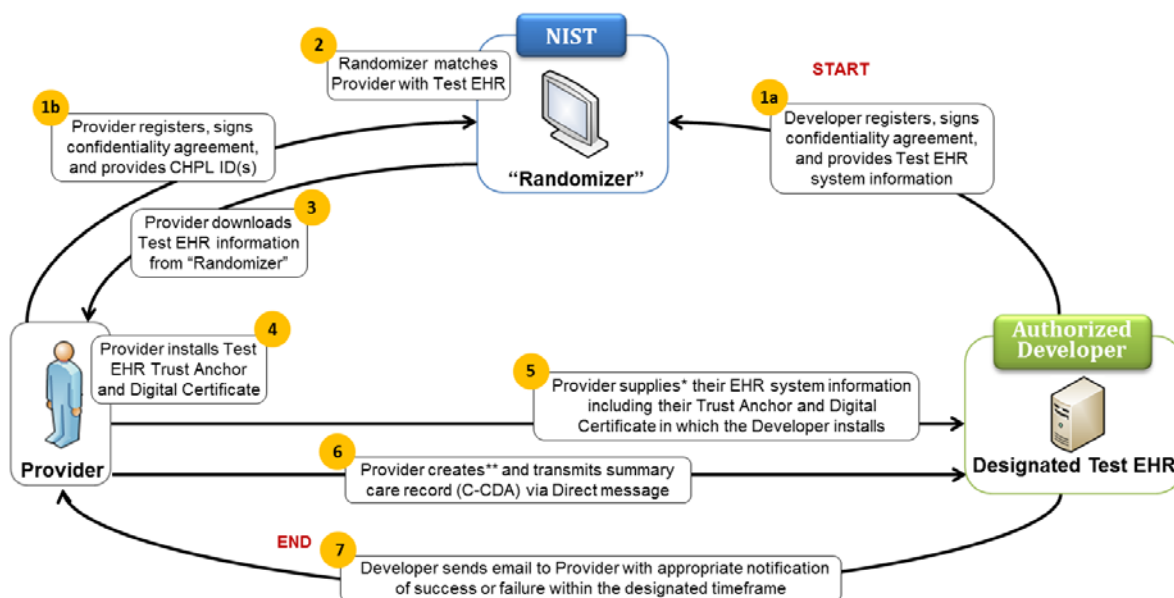 NIST
2
Randomizer matches
Provider with Test EHR
"Randomizer"
START
1a
Developer registers, signs
confidentiality agreement,
and provides Test EHR
system information
1b
Provider registers, signs
confidentiality agreement,
and provides CHPL ID(s)
3
Provider downloads
Test EHR information
from “Randomizer”
4
Provider installs Test
EHR Trust Anchor
and Digital Certificate
Provider
Authorized
Developer
Designated Test EHR
5
Provider supplies* their EHR system information
including their Trust Anchor and Digital
Certificate in which the Developer installs
6
Provider creates** and transmits summary
care record (C-CDA) via Direct message
END
7
Developer sends email to Provider with appropriate notification
of success or failure within the designated timeframe